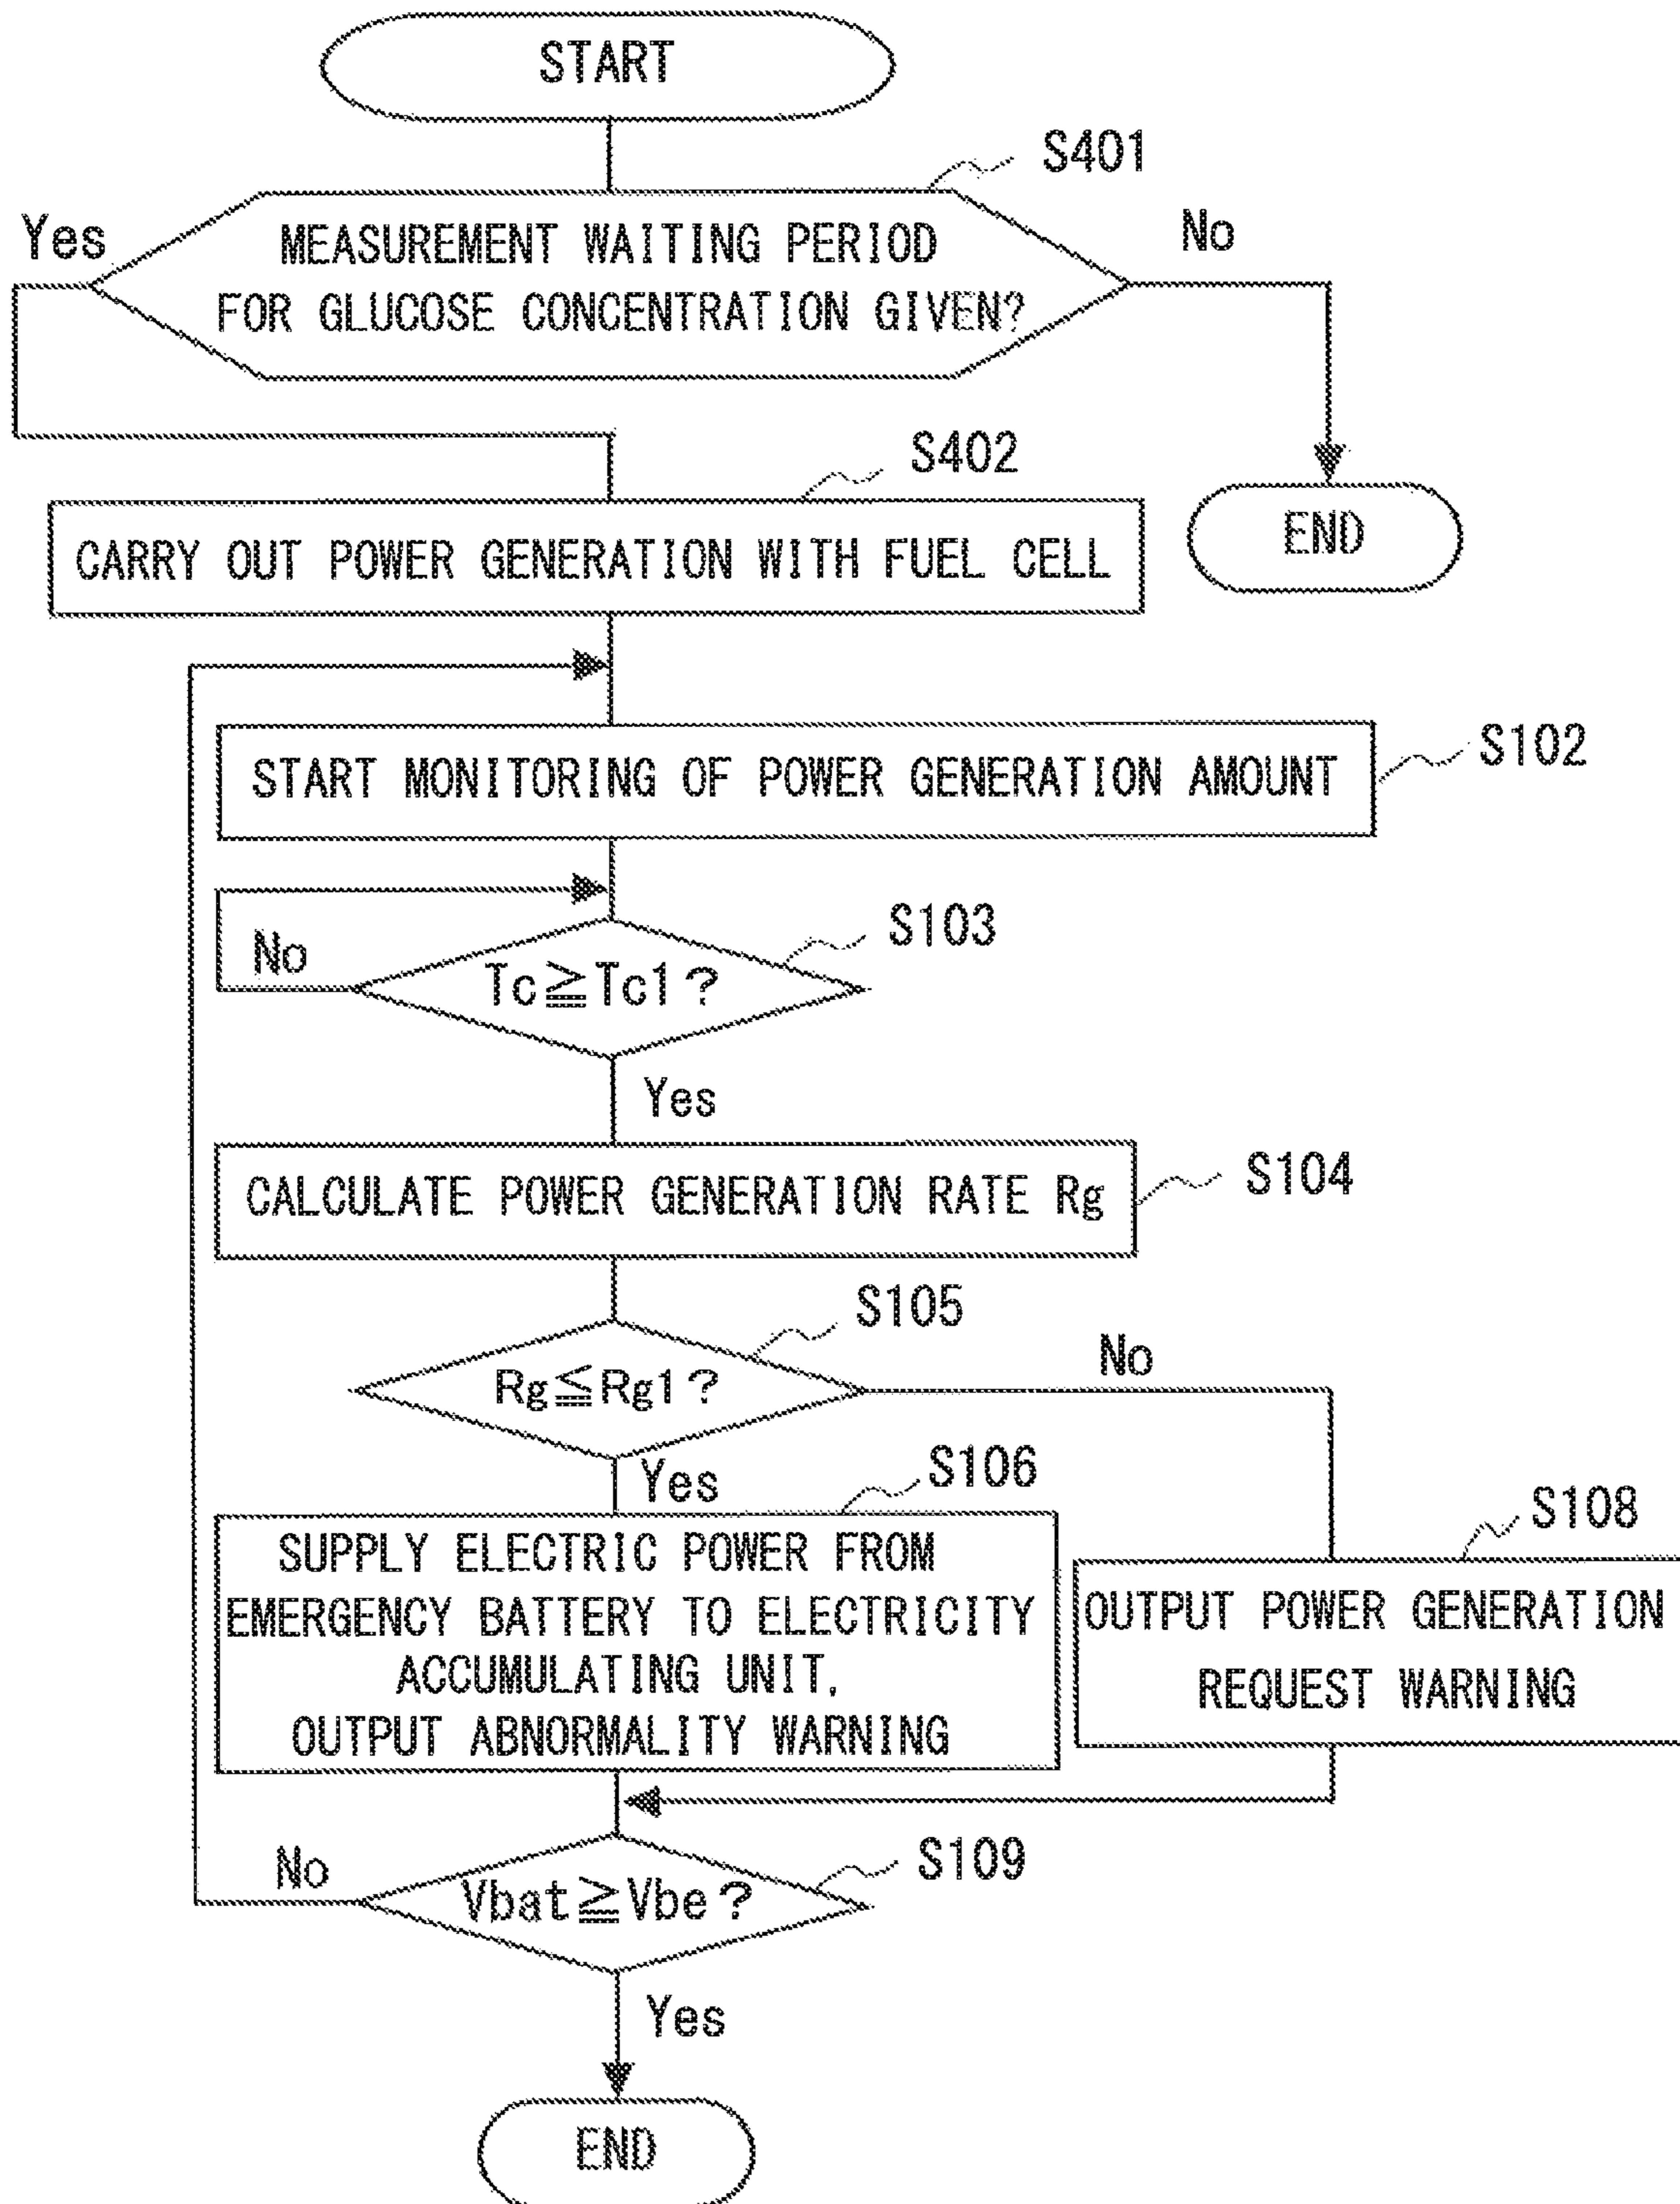 START
S401
Yes
No
MEASUREMENT WAITING PERIOD
FOR GLUCOSE CONCENTRATION GIVEN?
S402
CARRY OUT POWER GENERATION WITH FUEL CELL
END
START MONITORING OF POWER GENERATION AMOUNT
S102
S103
No
Tc≧Tc1?
Yes
CALCULATE POWER GENERATION RATE Rg
S104
S105
No
Rg≦Rg1?
Yes
S106
SUPPLY ELECTRIC POWER FROM
EMERGENCY BATTERY TO ELECTRICITY
ACCUMULATING UNIT,
OUTPUT ABNORMALITY WARNING
S108
OUTPUT POWER GENERATION
REQUEST WARNING
S109
No
Vbat≧Vbe?
Yes
END